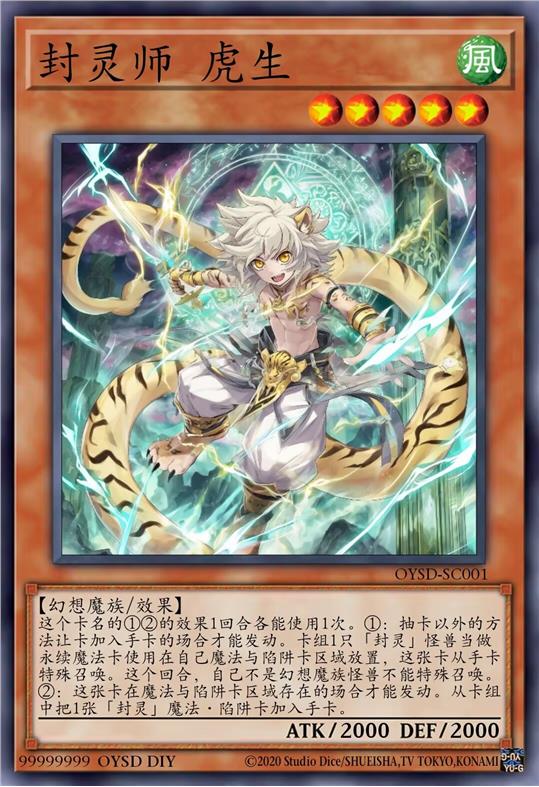 封灵师 虎生
風
OYSD-SC001
【幻想魔族/效果】
这个卡名的①②的效果1回合各能使用1次。①：抽卡以外的方
法让卡加入手卡的场合才能发动。卡组1只「封灵」怪兽当做
永续魔法卡使用在自己魔法与陷阱卡区域放置，这张卡从手卡
特殊召唤。这个回合，自己不是幻想魔族怪兽不能特殊召唤。
②：这张卡在魔法与陷阱卡区域存在的场合才能发动。从卡组
中把1张「封灵」魔法·陷阱卡加入手卡。
ATK/2000 DEF/2000
99999999 OYSD DIY ©2020 Studio Dice/SHUEISHA,TV TOKYO,KONAMI